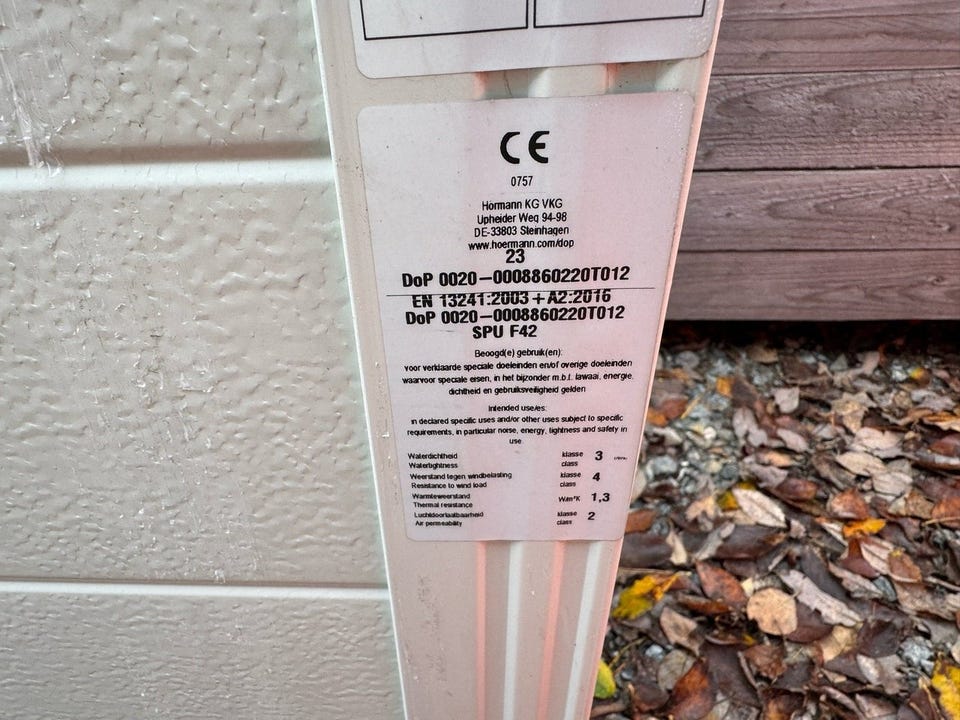 CE
0757
Hörmann KG VKG
Upheider Weg 94-98
DE-33803 Steinhagen
www.hoermann.com/dop
23
DoP 0020-0008860220T012
EN 13241:2003+A2:2016
DoP 0020-0008860220T012
SPU F42
Beoogd(e) gebruik(en):
voor verklaarde speciale doeleinden en/of overige doeleinden
waarvoor speciale eisen, in het bijzonder m.b.t. lawaai, energie,
dichtheid en gebruiksveiligheid gelden
Intended use/es:
in declared specific uses and/or other uses subject to specific
requirements, in particular noise, energy, tightness and safety in
use
Waterdichtheid klasse 3
Watertightness class
Weerstand tegen windbelasting klasse 4
Resistance to wind load class
Warmteweerstand W/m²K 1,3
Thermal resistance
Luchtdoorlaatbaarheid klasse 2
Air permeability class